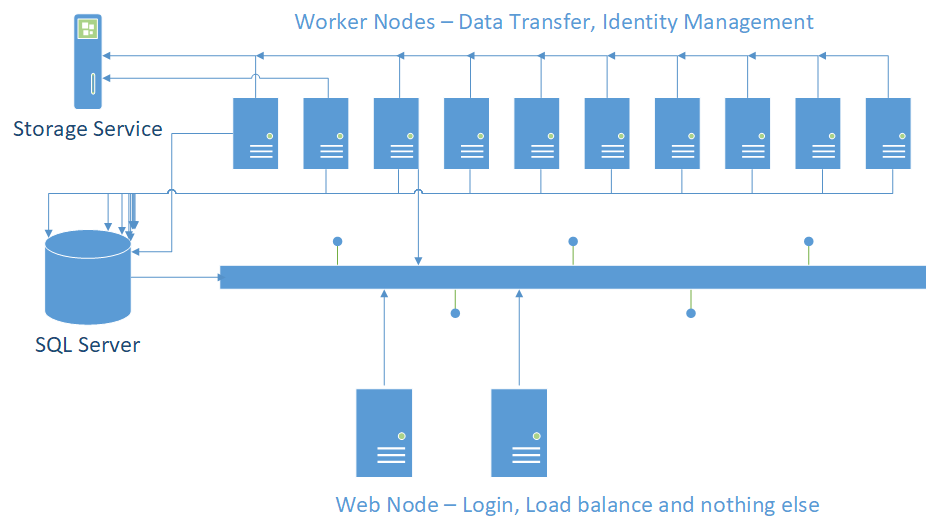 Worker Nodes – Data Transfer, Identity Management
Storage Service
SQL Server
Web Node – Login, Load balance and nothing else